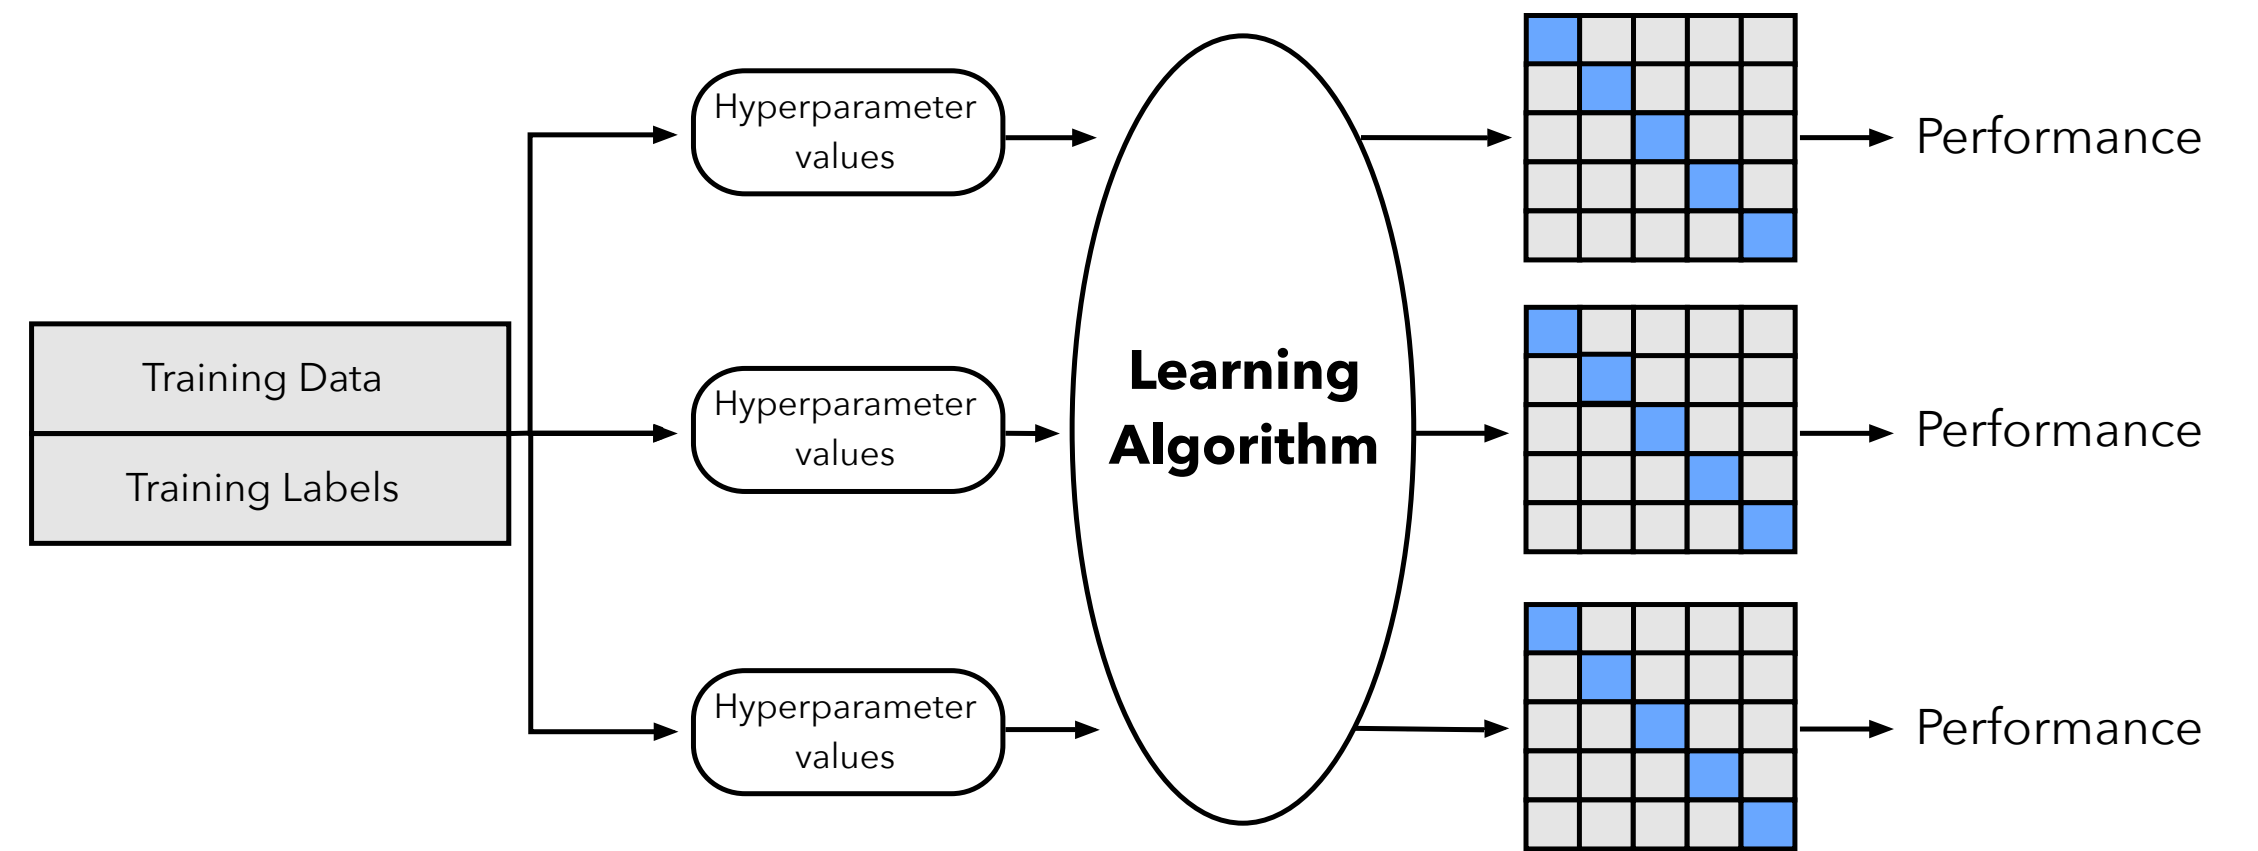 Training Data
Training Labels
Hyperparameter
values
Hyperparameter
values
Hyperparameter
values
Learning
Algorithm
Performance
Performance
Performance